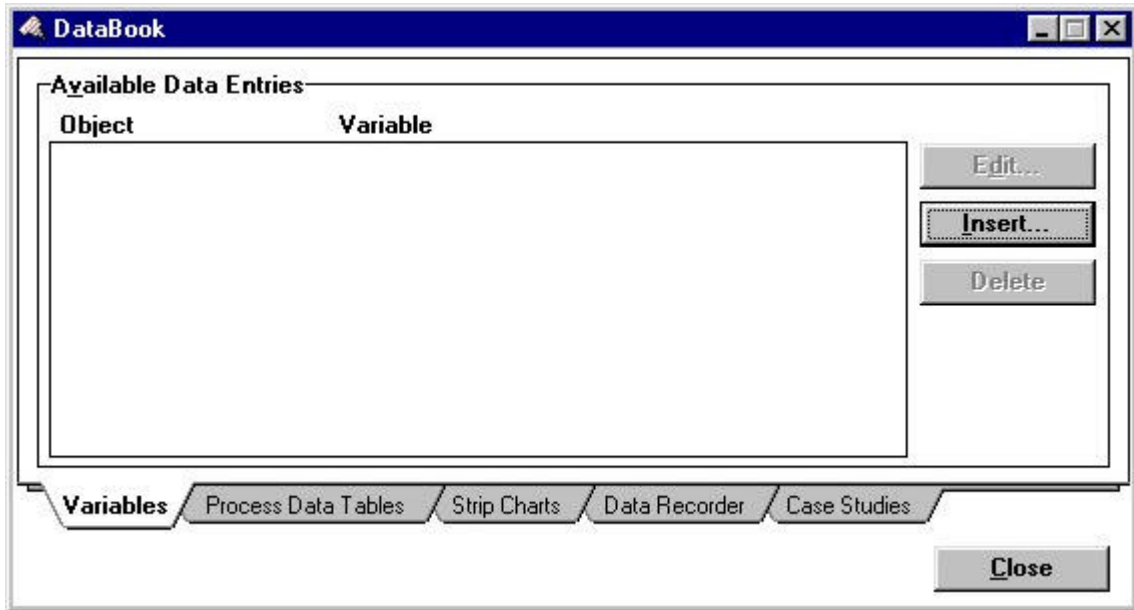 DataBook
Available Data Entries
Object Variable
Edit...
Insert...
Delete
Variables Process Data Tables Strip Charts Data Recorder Case Studies
Close